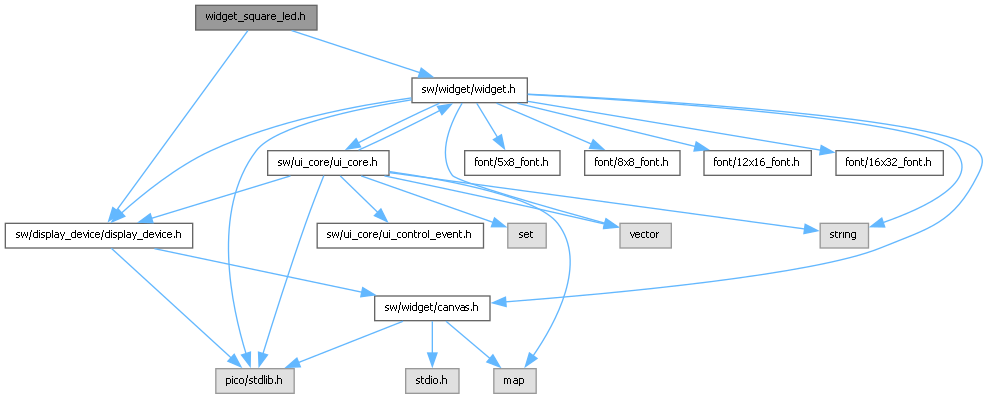 widget_square_led.h
sw/widget/widget.h
sw/ui_core/ui_core.h
font/5x8_font.h
font/8x8_font.h
font/12x16_font.h
font/16x32_font.h
sw/display_device/display_device.h
sw/ui_core/ui_control_event.h
set
vector
string
sw/widget/canvas.h
pico/stdlib.h
stdio.h
map